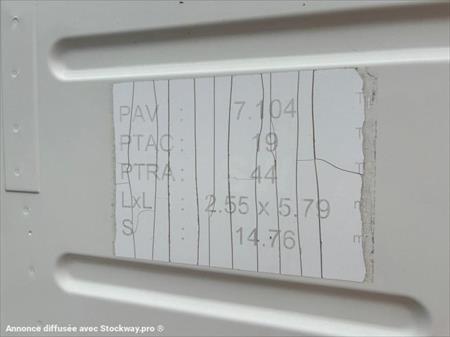 PAV : 7.104 T
PTAC : 19 T
PTRA : 44 T
LxL : 2.55 x 5.79
S : 14.76
Annonce diffusée avec Stockway.pro ®